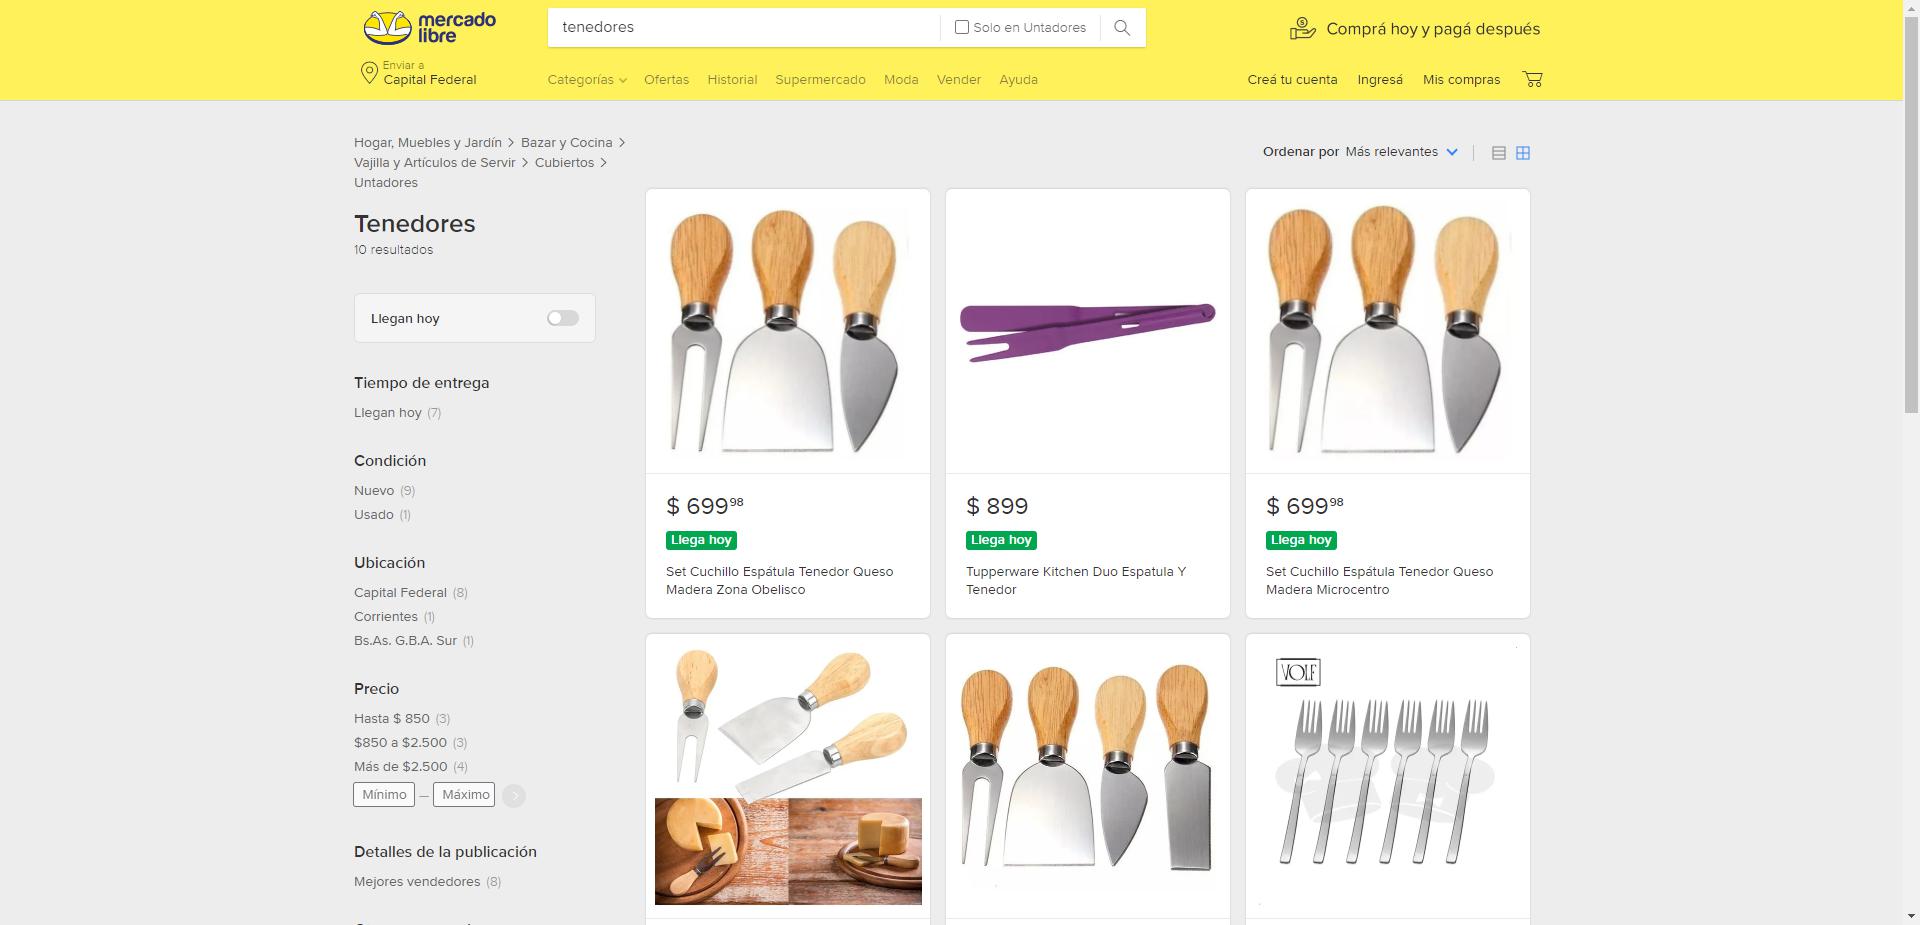 mercado
libre
tenedores
Solo en Untadores
Comprá hoy y pagá después
Enviar a
Capital Federal
Categorías
Ofertas
Historial
Supermercado
Moda
Vender
Ayuda
Creá tu cuenta
Ingresá
Mis compras
Hogar, Muebles y Jardín > Bazar y Cocina >
Vajilla y Artículos de Servir > Cubiertos >
Untadores
Ordenar por Más relevantes
Tenedores
10 resultados
Llegan hoy
Tiempo de entrega
Llegan hoy (7)
Condición
Nuevo (9)
Usado (1)
Ubicación
Capital Federal (8)
Corrientes (1)
Bs.As. G.B.A. Sur (1)
Precio
Hasta $ 850 (3)
$850 a $2.500 (3)
Más de $2.500 (4)
Mínimo — Máximo
Detalles de la publicación
Mejores vendedores (8)
$ 699 98
Llega hoy
Set Cuchillo Espátula Tenedor Queso
Madera Zona Obelisco
$ 899
Llega hoy
Tupperware Kitchen Duo Espatula Y
Tenedor
$ 699 98
Llega hoy
Set Cuchillo Espátula Tenedor Queso
Madera Microcentro
VOLF